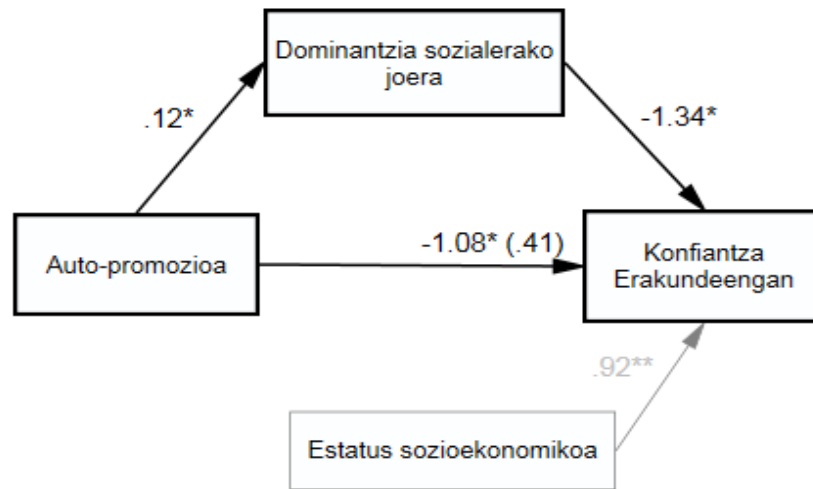 Dominantzia sozialerako
joera
.12*
-1.34*
Auto-promozioa
-1.08* (.41)
Konfiantza
Erakundeengan
.92**
Estatus sozioekonomikoa